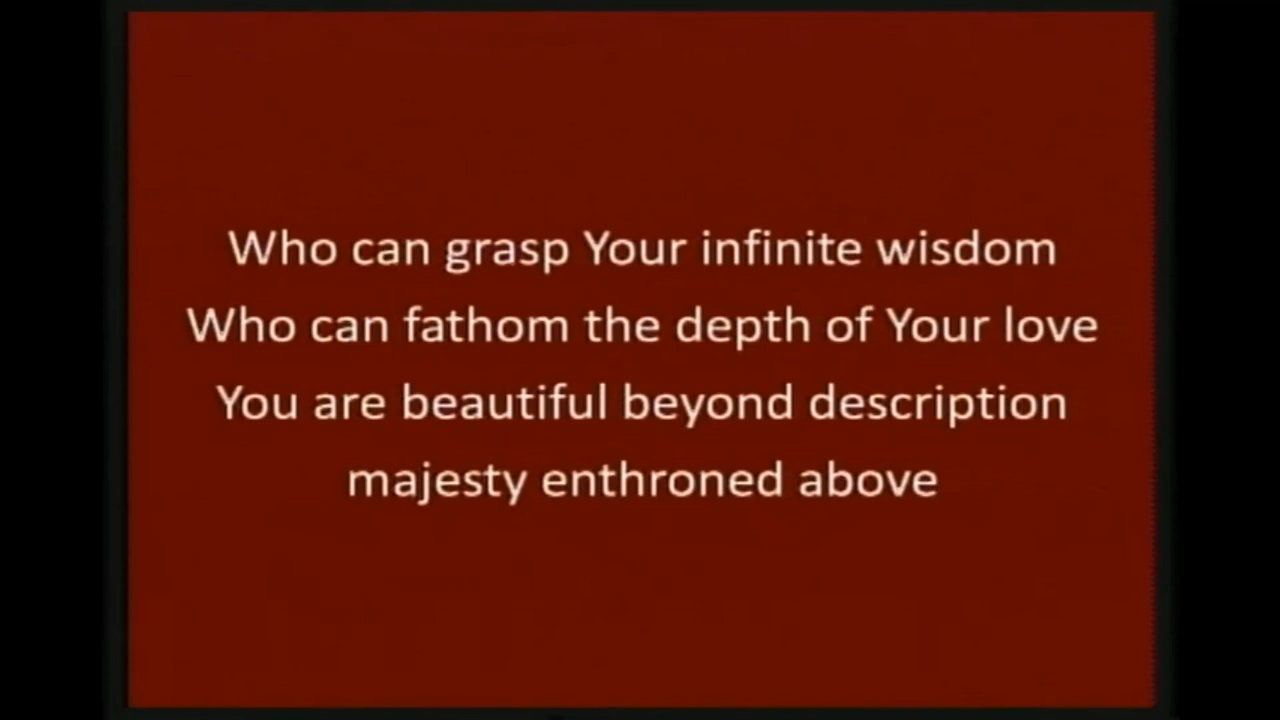 Who can grasp Your infinite wisdom
Who can fathom the depth of Your love
You are beautiful beyond description
majesty enthroned above